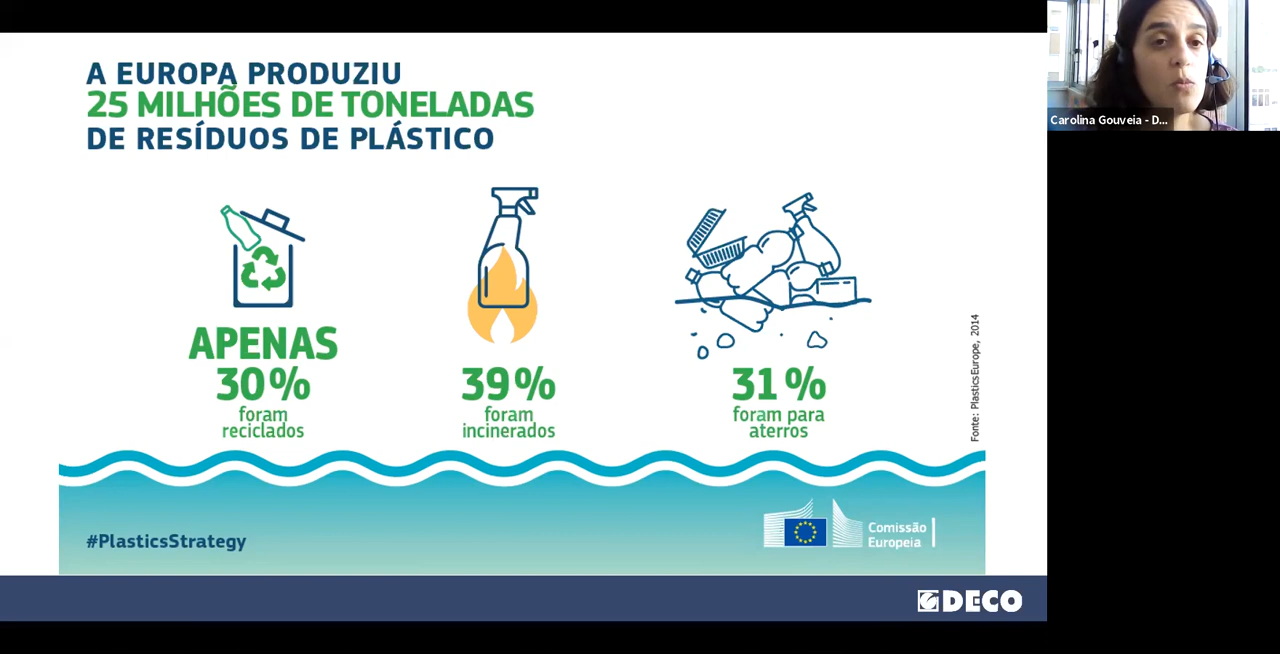 A EUROPA PRODUZIU
25 MILHÕES DE TONELADAS
DE RESÍDUOS DE PLÁSTICO
APENAS
30%
foram
reciclados
39%
foram
incinerados
31%
foram para
aterros
Fonte: PlasticsEurope, 2014
#PlasticsStrategy
Comissão
Europeia
DECO
Carolina Gouveia - D...